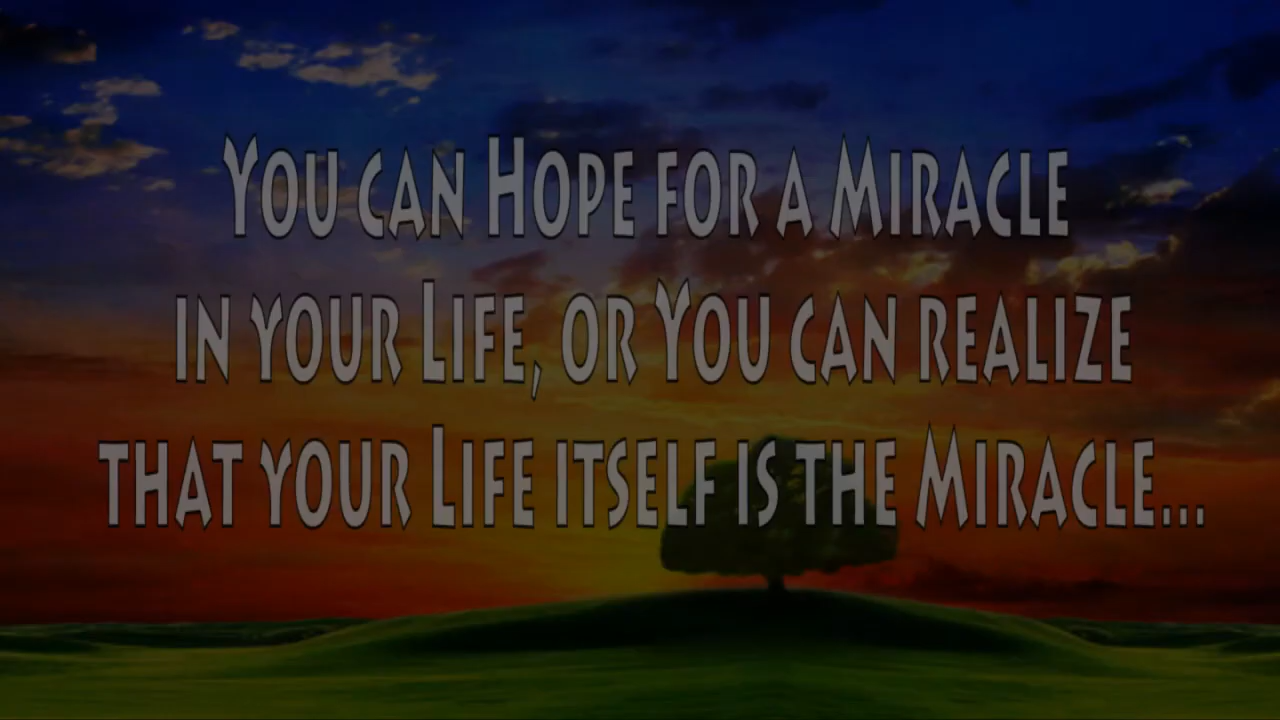 You can Hope for a Miracle
in your Life, or You can realize
that your Life itself is the Miracle...